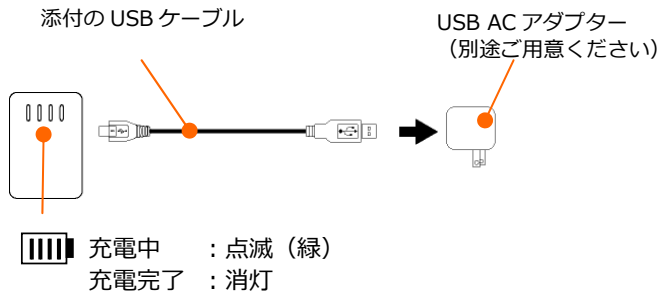 添付の USB ケーブル
USB AC アダプター
（別途ご用意ください）
充電中　　：点滅（緑）
充電完了　：消灯